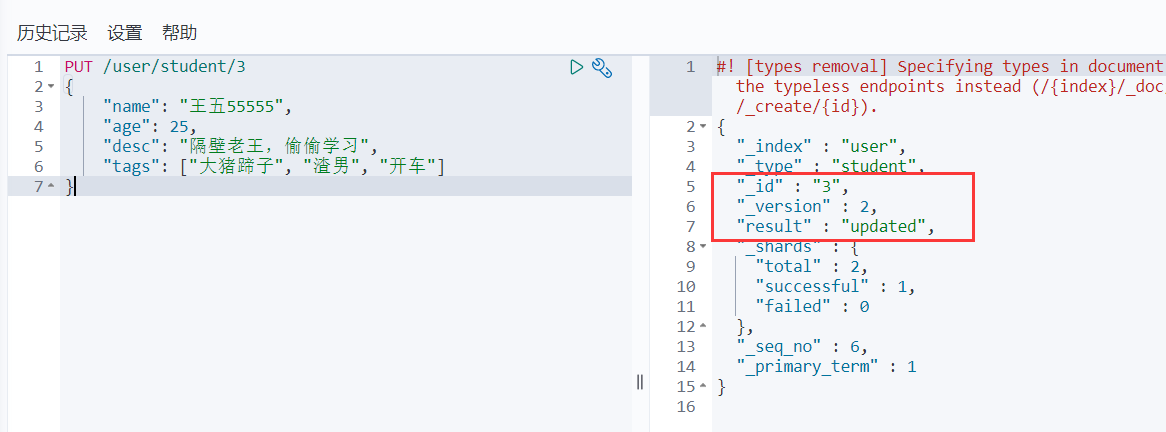 历史记录 设置 帮助
1 PUT /user/student/3
2 {
3 "name": "王五55555",
4 "age": 25,
5 "desc": "隔壁老王，偷偷学习",
6 "tags": ["大猪蹄子", "渣男", "开车"]
7 }
1 #! [types removal] Specifying types in document
the typeless endpoints instead (/{index}/_doc,
/_create/{id}).
2 {
3 "_index" : "user",
4 "_type" : "student",
5 "_id" : "3",
6 "_version" : 2,
7 "result" : "updated",
8 "_shards" : {
9 "total" : 2,
10 "successful" : 1,
11 "failed" : 0
12 },
13 "_seq_no" : 6,
14 "_primary_term" : 1
15 }
16